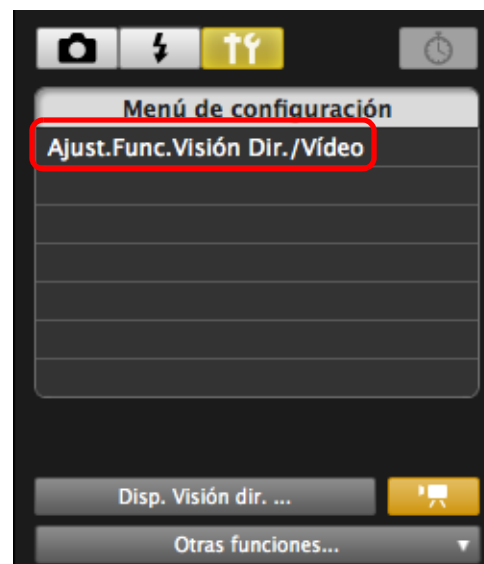 Menú de configuración
Ajust.Func.Visión Dir./Vídeo
Disp. Visión dir. ...
Otras funciones...